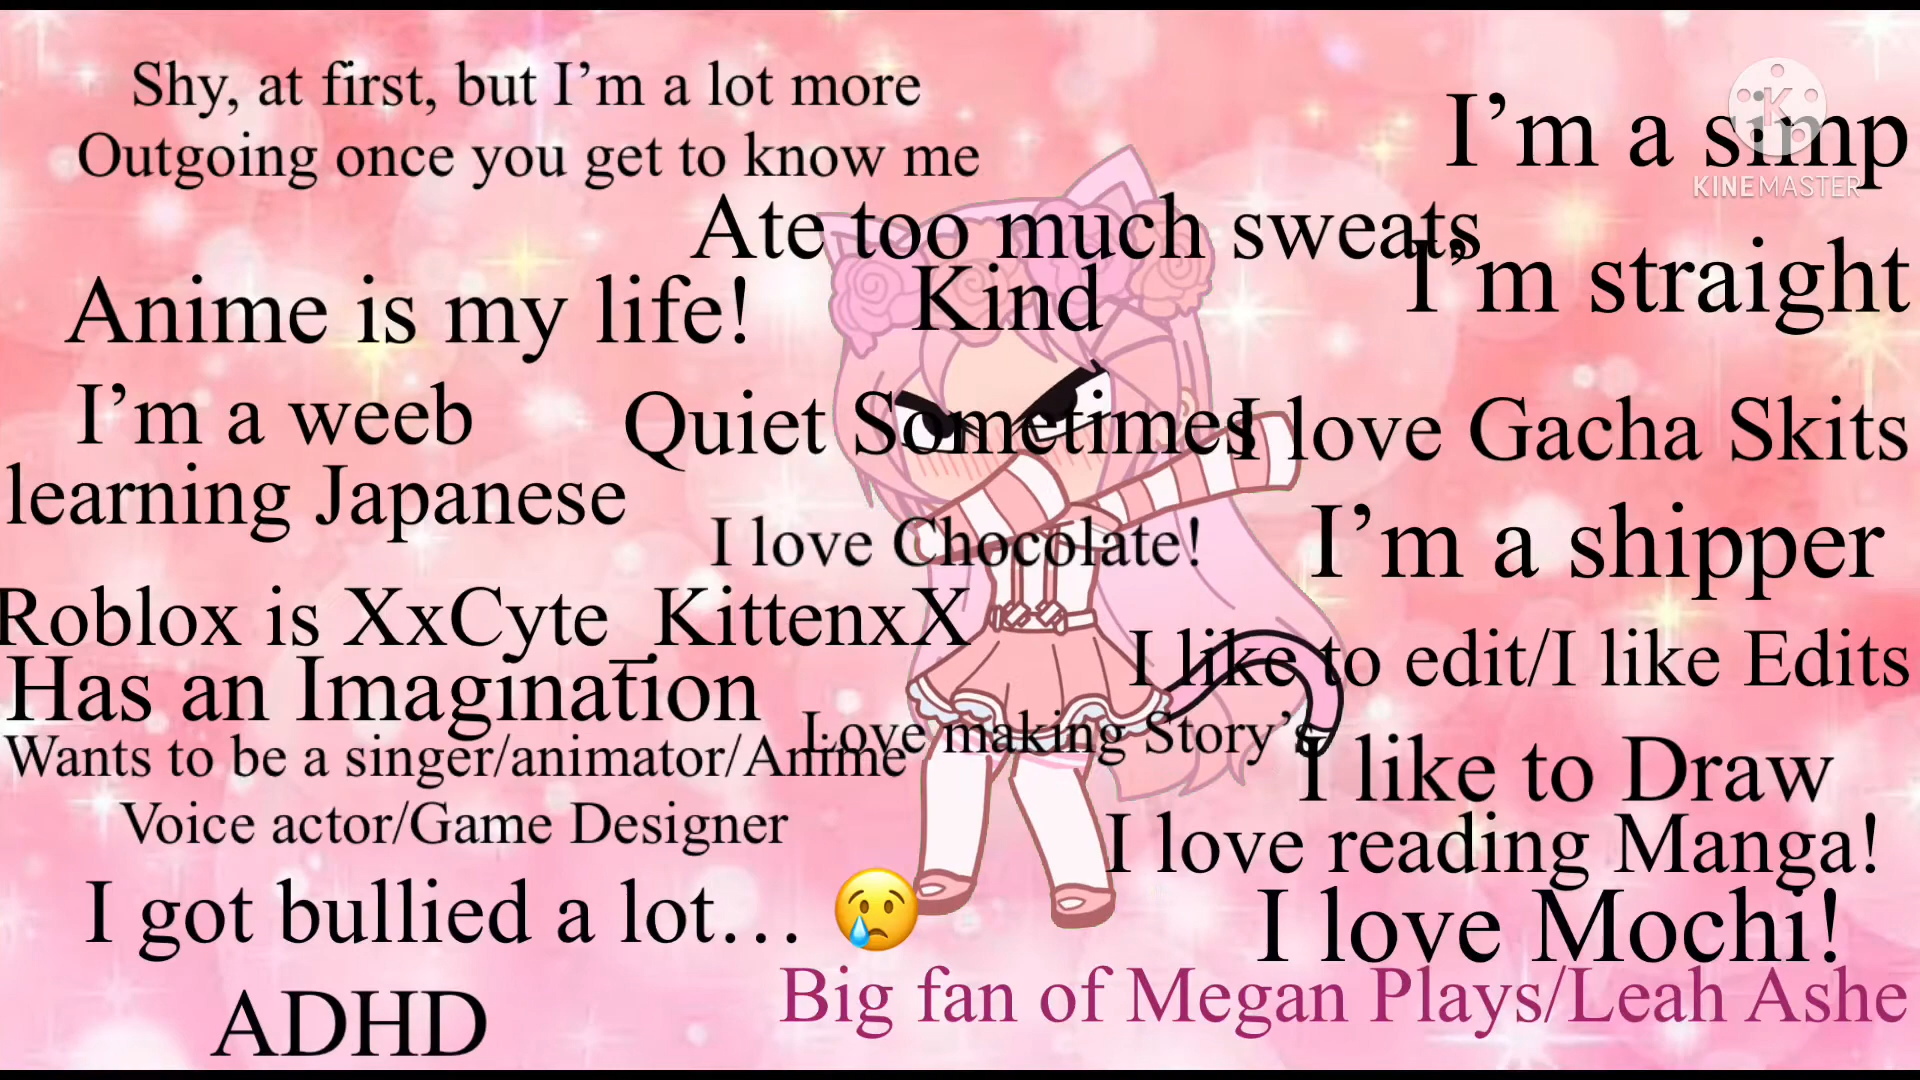 Shy, at first, but I’m a lot more
Outgoing once you get to know me
I’m a simp
KINEMASTER
Ate too much sweats
Kind
I’m straight
Anime is my life!
I’m a weeb
Quiet Sometimes
I love Gacha Skits
learning Japanese
I love Chocolate!
I’m a shipper
Roblox is XxCyte_KittenxX
Has an Imagination
I like to edit/I like Edits
Love making Story’s
Wants to be a singer/animator/Anime
Voice actor/Game Designer
I like to Draw
I love reading Manga!
I got bullied a lot… 😢
I love Mochi!
Big fan of Megan Plays/Leah Ashe
ADHD